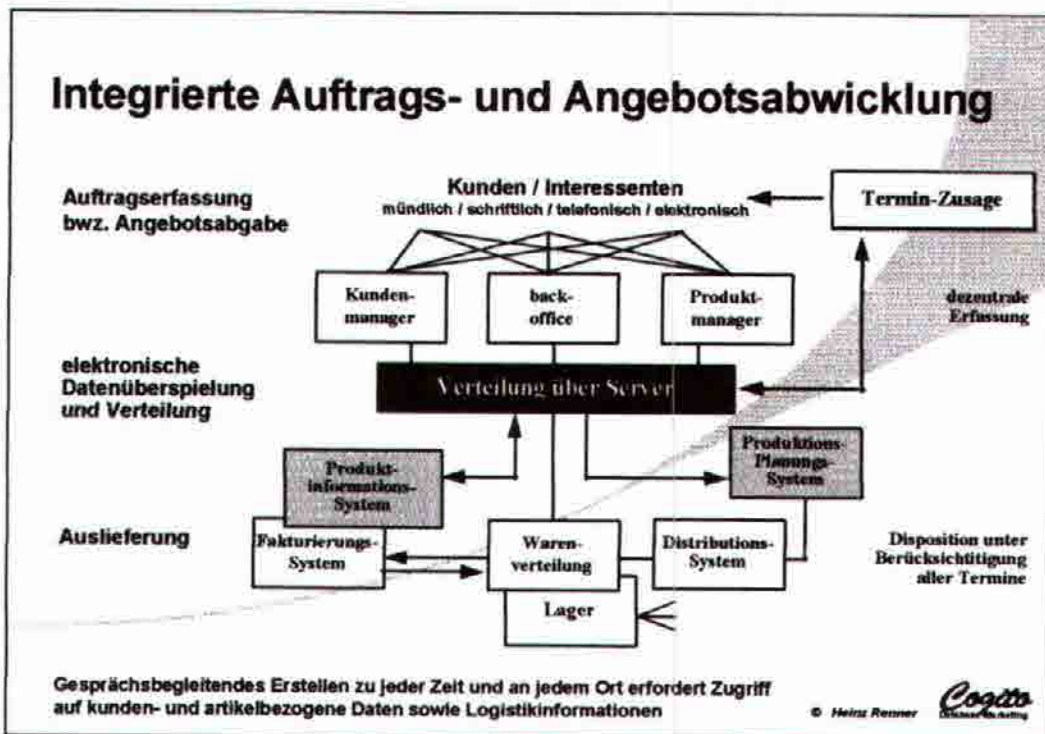 Integrierte Auftrags- und Angebotsabwicklung
Auftragserfassung
bwz. Angebotsabgabe
Kunden / Interessenten
mündlich / schriftlich / telefonisch / elektronisch
Termin-Zusage
Kunden-
manager
back-
office
Produkt-
manager
dezentrale
Erfassung
elektronische
Datenüberspielung
und Verteilung
Verteilung über Server
Produkt-
informations-
System
Produktions-
Planungs-
System
Auslieferung
Fakturierungs-
System
Waren-
verteilung
Distributions-
System
Lager
Disposition unter
Berücksichtitigung
aller Termine
Gesprächsbegleitendes Erstellen zu jeder Zeit und an jedem Ort erfordert Zugriff
auf kunden- und artikelbezogene Daten sowie Logistikinformationen
© Heinz Renner
Cogito